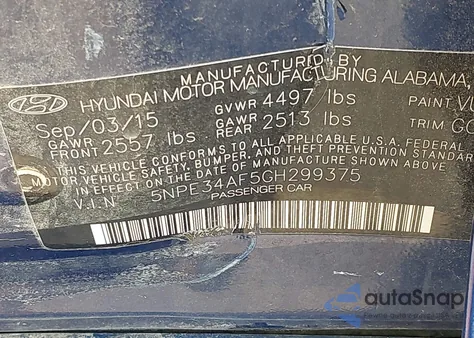 MANUFACTURED BY
HYUNDAI MOTOR MANUFACTURING ALABAMA,
Sep/03/15 GVWR 4497 lbs PAINT
GAWR FRONT 2557 lbs GAWR REAR 2513 lbs TRIM
THIS VEHICLE CONFORMS TO ALL APPLICABLE U.S.A. FEDERAL
MOTOR VEHICLE SAFETY, BUMPER, AND THEFT PREVENTION STANDAR
IN EFFECT ON THE DATE OF MANUFACTURE SHOWN ABOVE
V.I.N 5NPE34AF5GH299375
PASSENGER CAR
autaSnap